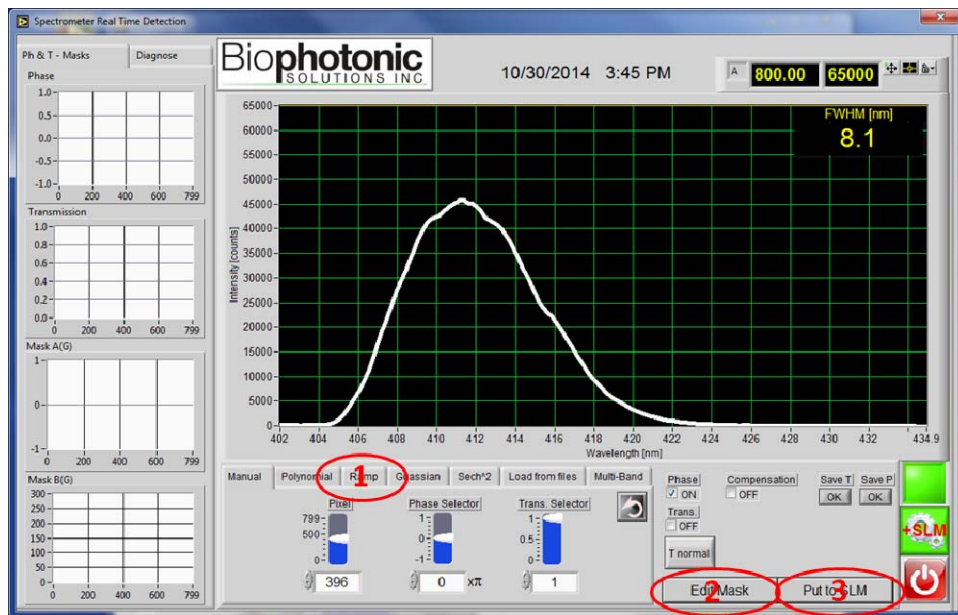 Spectrometer Real Time Detection
Ph & T - Masks
Diagnose
Biophotonic
SOLUTIONS INC
10/30/2014 3:45 PM
A
800.00
65000
Phase
1.0
0.5
0.0
-0.5
-1.0
0 200 400 600 799
Transmission
1.0
0.8
0.6
0.4
0.2
0.0
0 200 400 600 799
Mask A(G)
1
0
-1
Mask B(G)
300
250
200
150
100
50
0
0 200 400 600 799
FWHM [nm]
8.1
Intensity [counts]
65000
60000
55000
50000
45000
40000
35000
30000
25000
20000
15000
10000
5000
0
402 404 406 408 410 412 414 416 418 420 422 424 426 428 430 432 434.9
Wavelength [nm]
Manual
Polynomial
Ramp
1
Guassian
Sech^2
Load from files
Multi-Band
Pixel
799
500
0
396
Phase Selector
1
0
-1
0 xπ
Trans. Selector
1
0.5
0
1
Phase
ON
Trans.
OFF
T normal
Compensation
OFF
Save T
OK
Save P
OK
Edit Mask
2
Put to SLM
3
+SLM